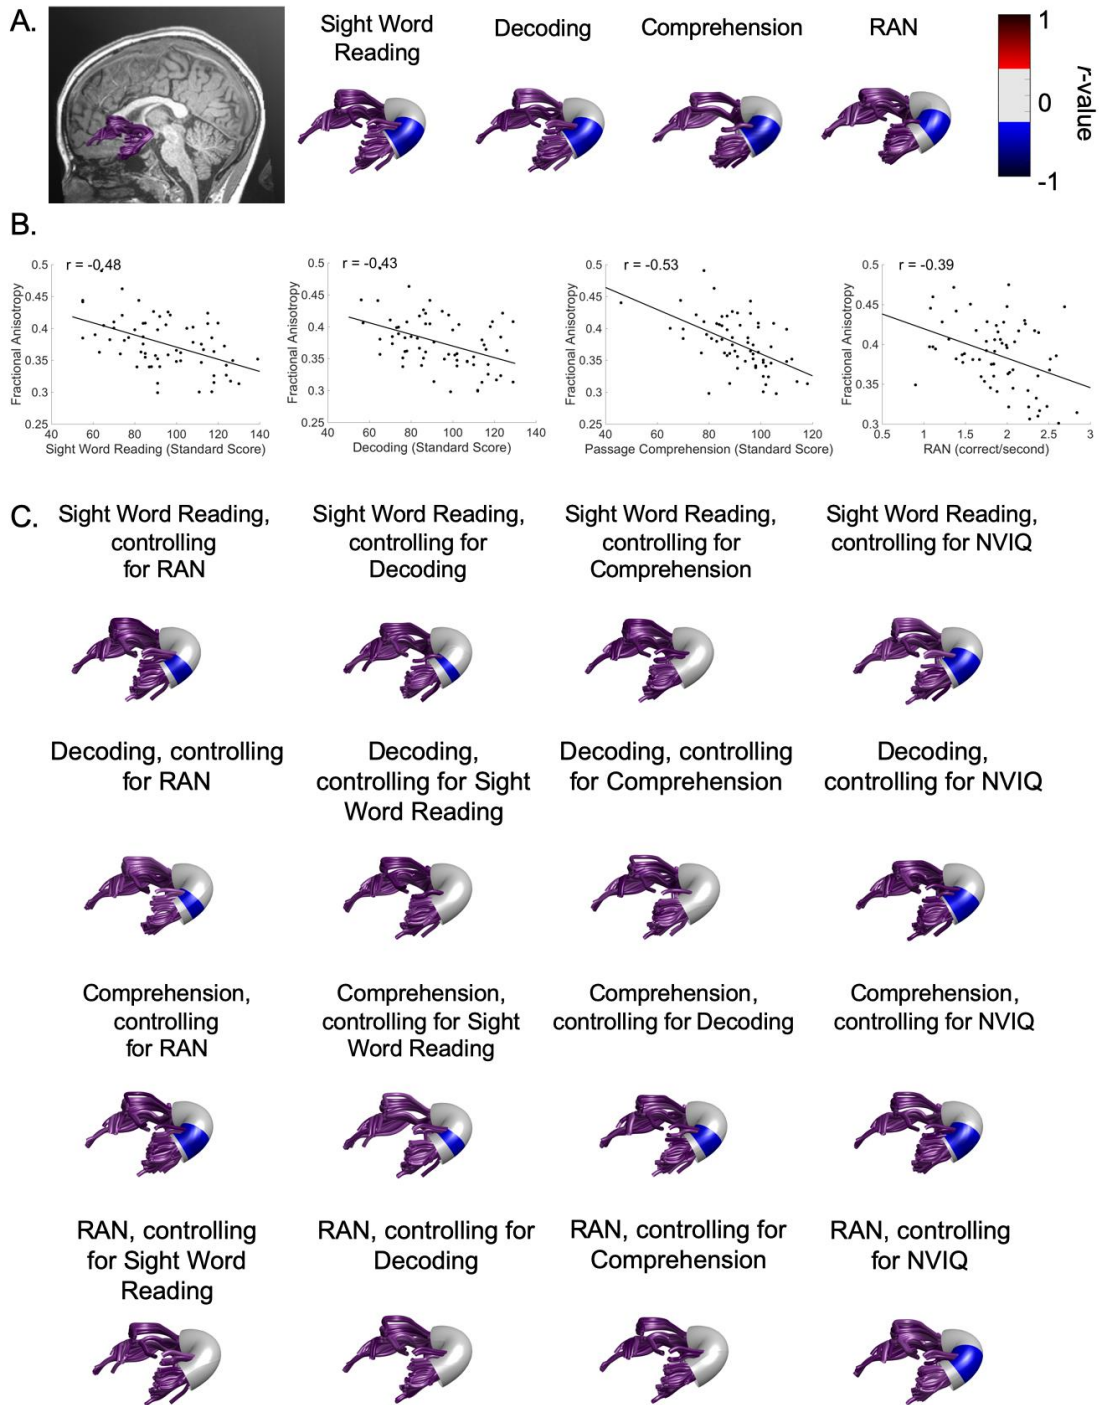 A.
Sight Word
Reading
Decoding
Comprehension
RAN
1
0
-1
r-value
B.
r = -0.48
0.5
0.45
0.4
0.35
0.3
0.25
Fractional Anisotropy
40 60 80 100 120 140
Sight Word Reading (Standard Score)
r = -0.43
0.5
0.45
0.4
0.35
0.3
0.25
Fractional Anisotropy
40 60 80 100 120 140
Decoding (Standard Score)
r = -0.53
0.5
0.45
0.4
0.35
0.3
0.25
Fractional Anisotropy
40 60 80 100 120
Passage Comprehension (Standard Score)
r = -0.39
0.5
0.45
0.4
0.35
0.3
Fractional Anisotropy
0.5 1 1.5 2 2.5 3
RAN (correct/second)
C.
Sight Word Reading,
controlling
for RAN
Sight Word Reading,
controlling for
Decoding
Sight Word Reading,
controlling for
Comprehension
Sight Word Reading,
controlling for NVIQ
Decoding, controlling
for RAN
Decoding,
controlling for Sight
Word Reading
Decoding, controlling
for Comprehension
Decoding,
controlling for NVIQ
Comprehension,
controlling
for RAN
Comprehension,
controlling for Sight
Word Reading
Comprehension,
controlling for Decoding
Comprehension,
controlling for NVIQ
RAN, controlling
for Sight Word
Reading
RAN, controlling for
Decoding
RAN, controlling for
Comprehension
RAN, controlling
for NVIQ